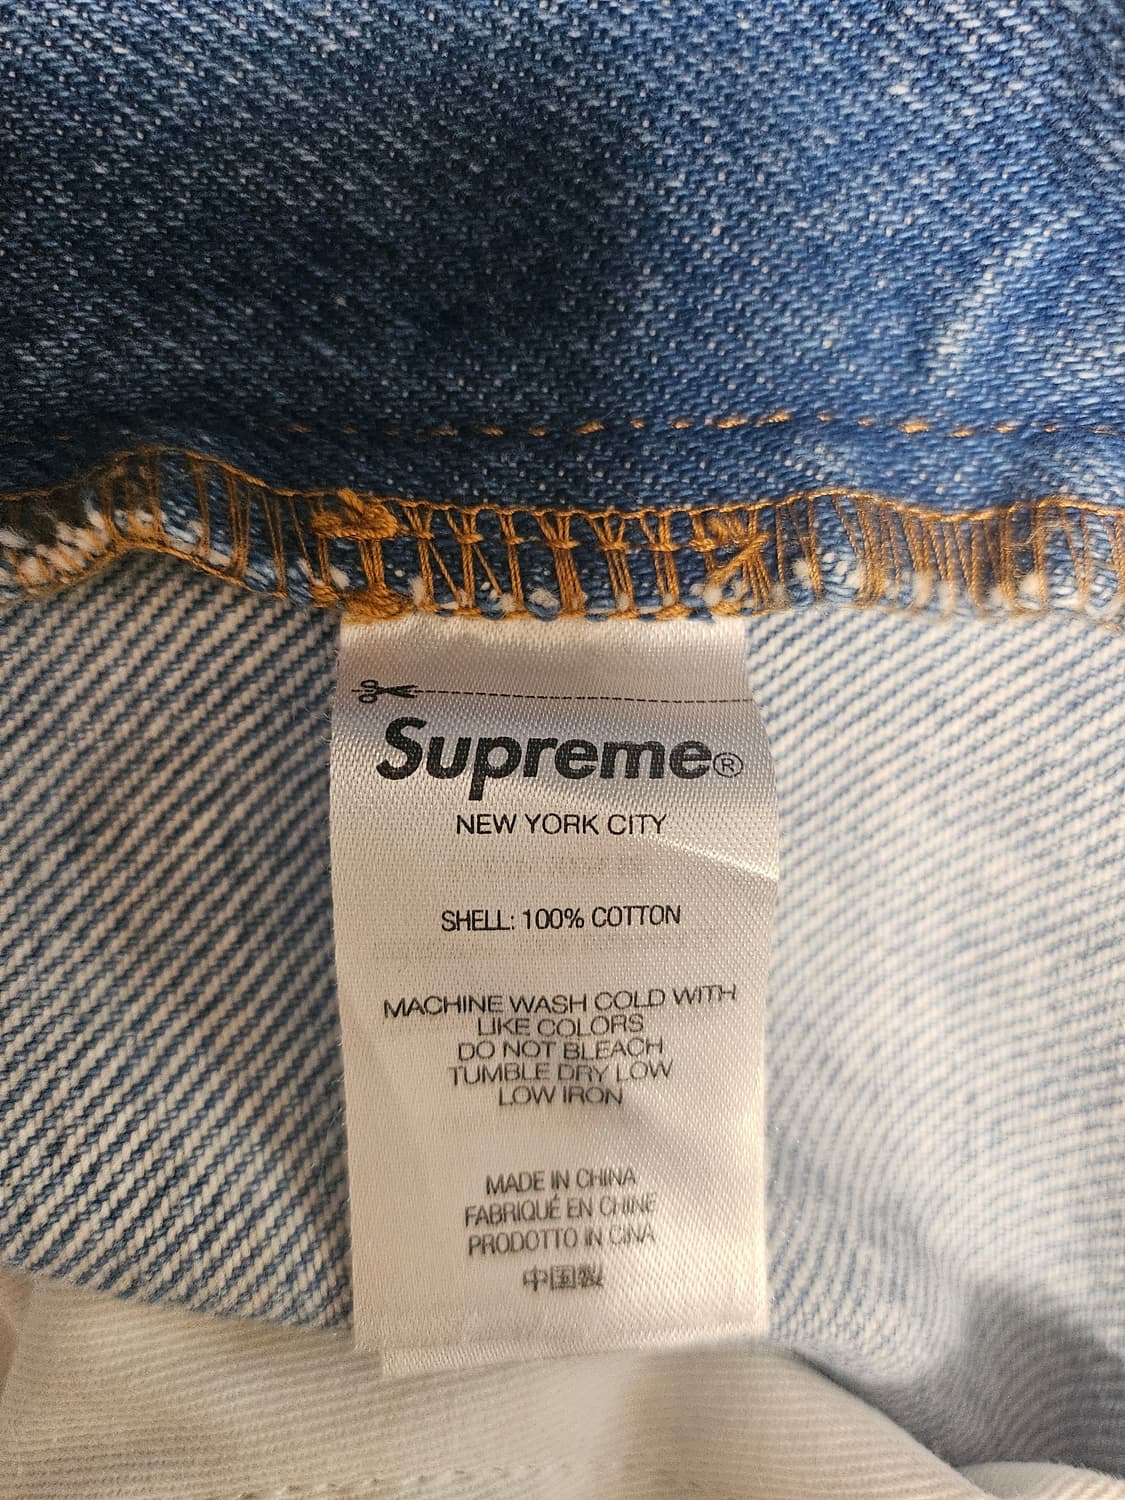 Supreme®
NEW YORK CITY
SHELL: 100% COTTON
MACHINE WASH COLD WITH
LIKE COLORS
DO NOT BLEACH
TUMBLE DRY LOW
LOW IRON
MADE IN CHINA
FABRIQUÉ EN CHINE
PRODOTTO IN CINA
中国製